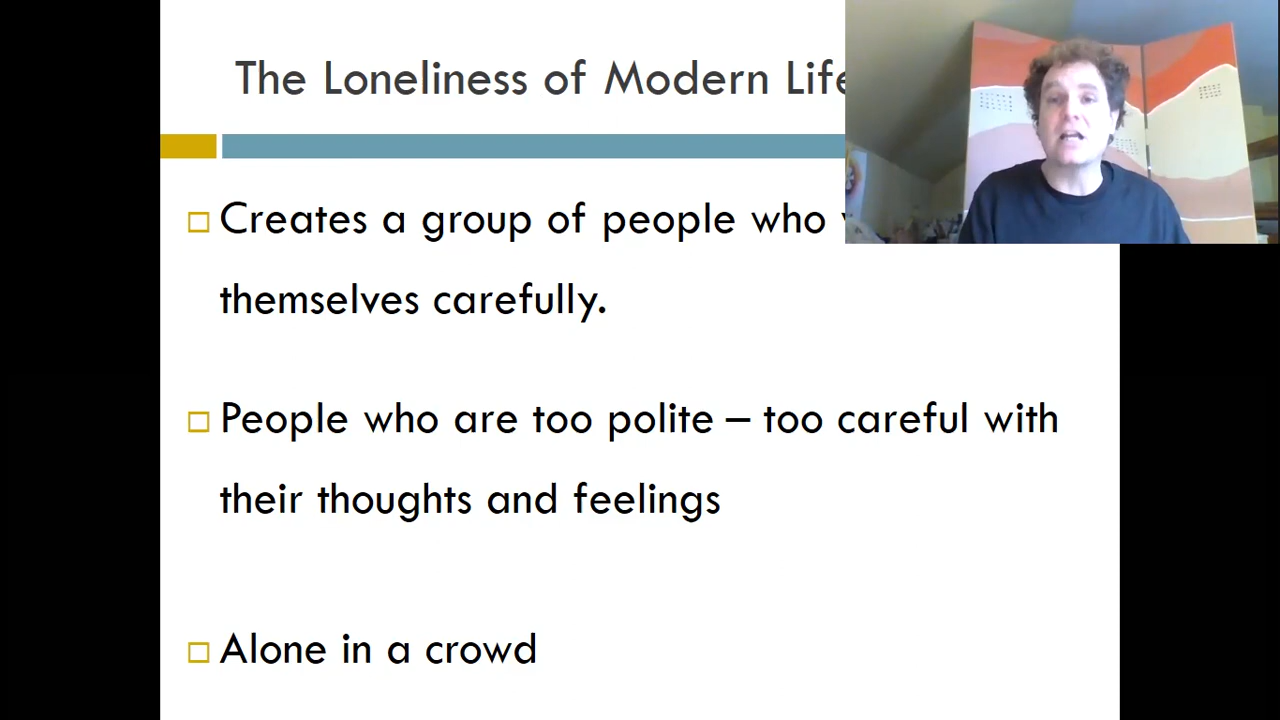 The Loneliness of Modern Life
Creates a group of people who
themselves carefully.
People who are too polite – too careful with
their thoughts and feelings
Alone in a crowd